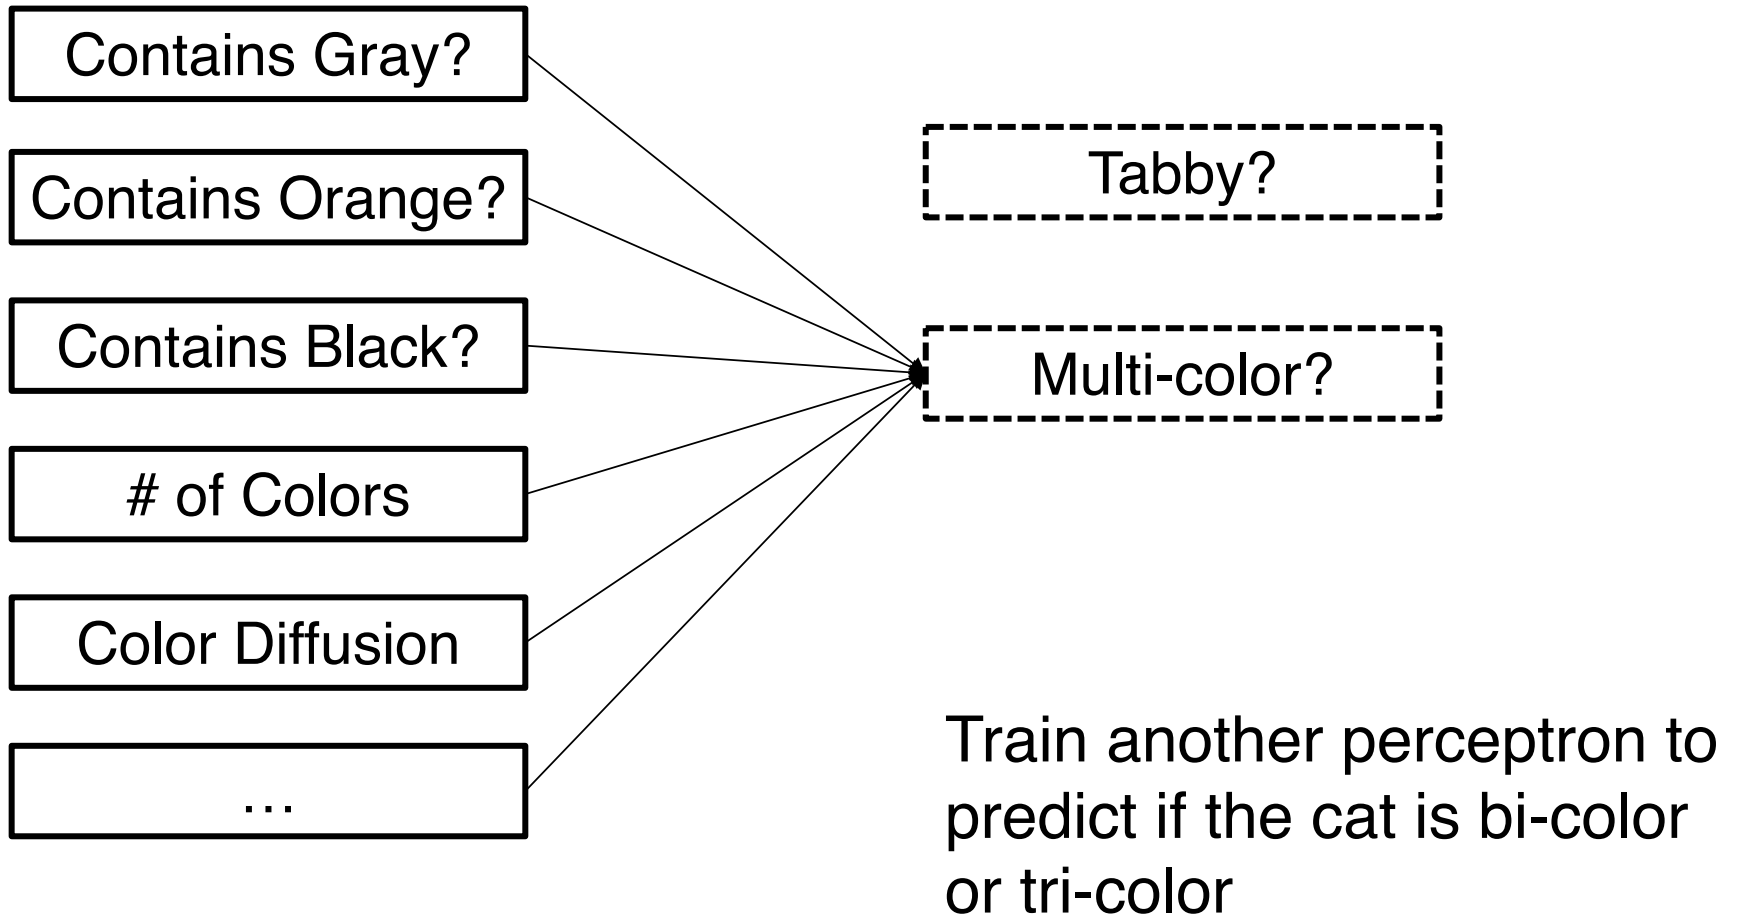 Contains Gray?
Contains Orange?
Contains Black?
# of Colors
Color Diffusion
…
Tabby?
Multi-color?
Train another perceptron to
predict if the cat is bi-color
or tri-color